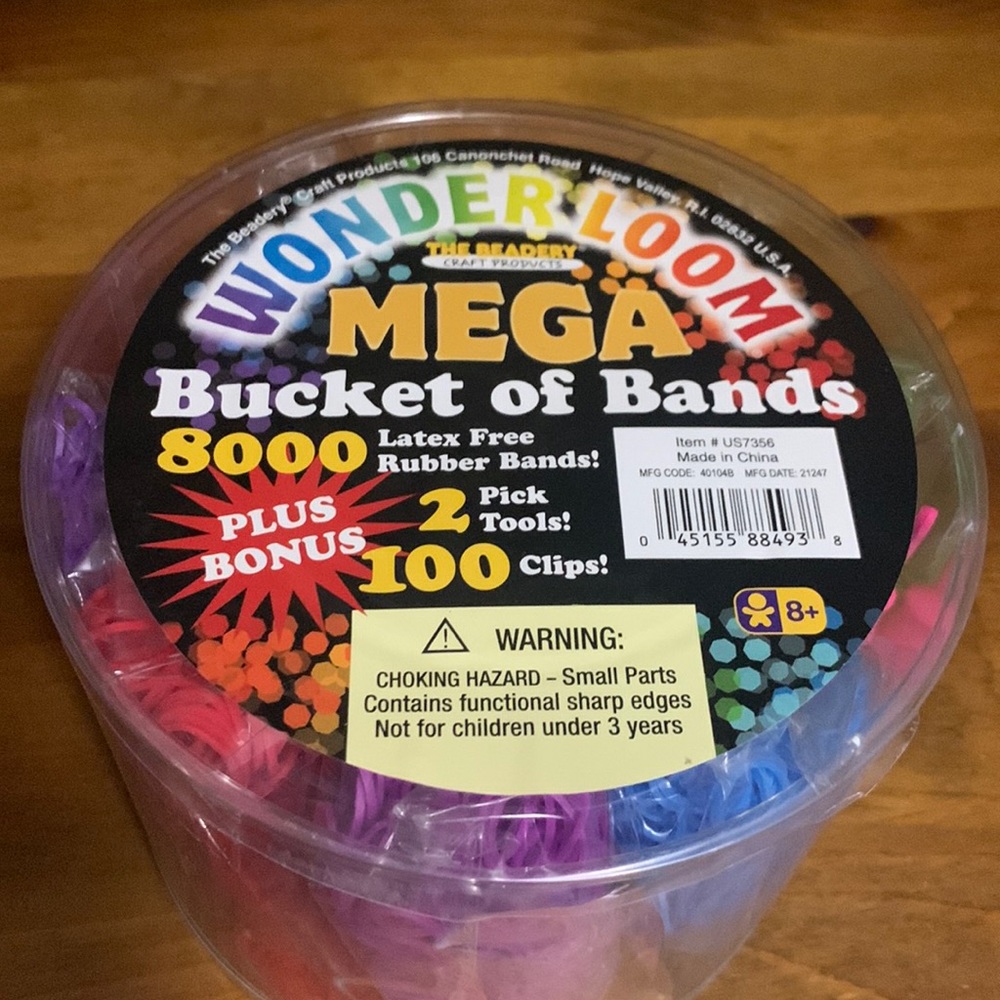 The Beadery® Craft Products 106 Canonchet Road Hope Valley, R.I. 02832 U.S.A.
WONDER LOOM
THE BEADERY®
CRAFT PRODUCTS
MEGA
Bucket of Bands
8000 Latex Free
Rubber Bands!
PLUS
BONUS
2 Pick
Tools!
100 Clips!
Item # US7356
Made in China
MFG CODE: 40104B MFG DATE: 21247
0 45155 88493 8
8+
WARNING:
CHOKING HAZARD – Small Parts
Contains functional sharp edges
Not for children under 3 years